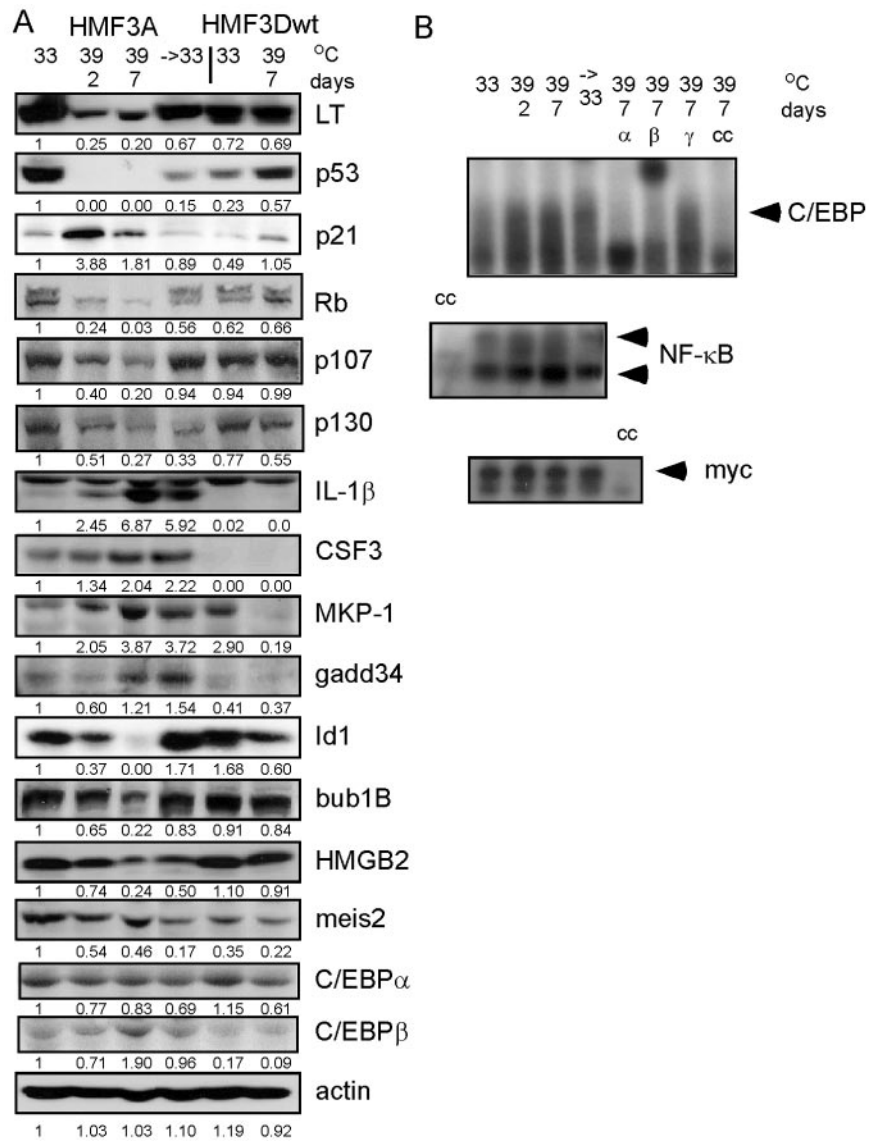 A
HMF3A HMF3Dwt
33 39 39 ->33 33 39 °C
2 7 7 days
LT
1 0.25 0.20 0.67 0.72 0.69
p53
1 0.00 0.00 0.15 0.23 0.57
p21
1 3.88 1.81 0.89 0.49 1.05
Rb
1 0.24 0.03 0.56 0.62 0.66
p107
1 0.40 0.20 0.94 0.94 0.99
p130
1 0.51 0.27 0.33 0.77 0.55
IL-1β
1 2.45 6.87 5.92 0.02 0.0
CSF3
1 1.34 2.04 2.22 0.00 0.00
MKP-1
1 2.05 3.87 3.72 2.90 0.19
gadd34
1 0.60 1.21 1.54 0.41 0.37
Id1
1 0.37 0.00 1.71 1.68 0.60
bub1B
1 0.65 0.22 0.83 0.91 0.84
HMGB2
1 0.74 0.24 0.50 1.10 0.91
meis2
1 0.54 0.46 0.17 0.35 0.22
C/EBPα
1 0.77 0.83 0.69 1.15 0.61
C/EBPβ
1 0.71 1.90 0.96 0.17 0.09
actin
1 1.03 1.03 1.10 1.19 0.92
B
33 39 39 -> 39 39 39 39 °C
2 7 33 7 7 7 7 days
α β γ cc
C/EBP
cc
NF-κB
cc
myc